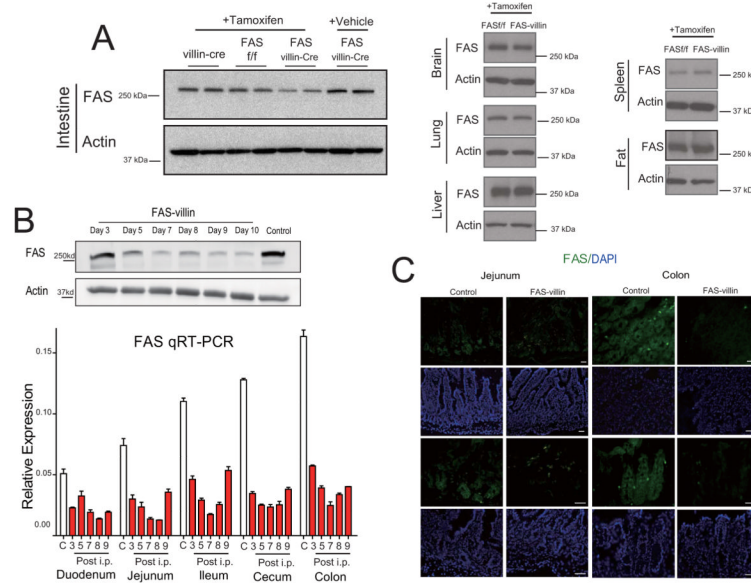 A
+Tamoxifen
+Vehicle
villin-cre
FAS f/f
FAS villin-Cre
FAS villin-Cre
Intestine
FAS
250 kDa
Actin
37 kDa
+Tamoxifen
FASf/f FAS-villin
Brain
FAS
250 kDa
Actin
37 kDa
Lung
FAS
250 kDa
Actin
37 kDa
Liver
FAS
250 kDa
Actin
37 kDa
+Tamoxifen
FASf/f FAS-villin
Spleen
FAS
250 kDa
Actin
37 kDa
Fat
FAS
250 kDa
Actin
37 kDa
B
FAS-villin
Day 3 Day 5 Day 7 Day 8 Day 9 Day 10 Control
FAS
250kd
Actin
37kd
FAS qRT-PCR
Relative Expression
0.15
0.10
0.05
0.00
C 3 5 7 8 9 C 3 5 7 8 9 C 3 5 7 8 9 C 3 5 7 8 9 C 3 5 7 8 9
Post i.p. Post i.p. Post i.p. Post i.p. Post i.p.
Duodenum Jejunum Ileum Cecum Colon
C
FAS/DAPI
Jejunum Colon
Control FAS-villin Control FAS-villin